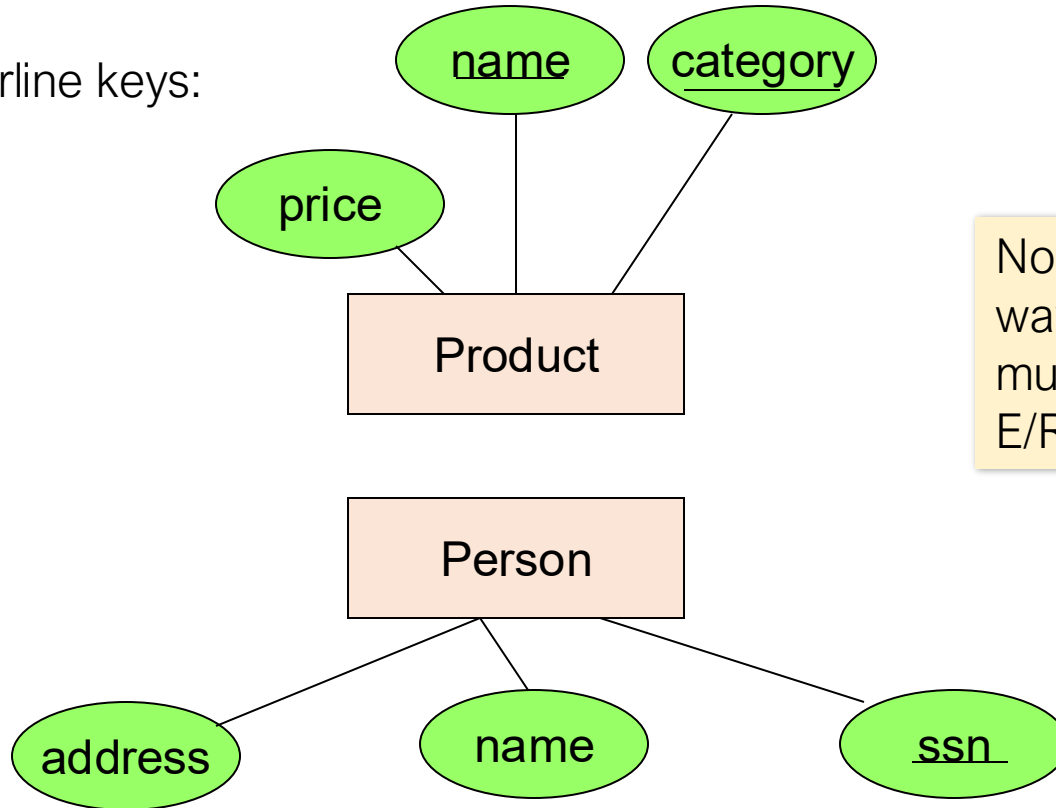 rline keys:
name
category
price
Product
No
wa
mu
E/R
Person
address
name
ssn